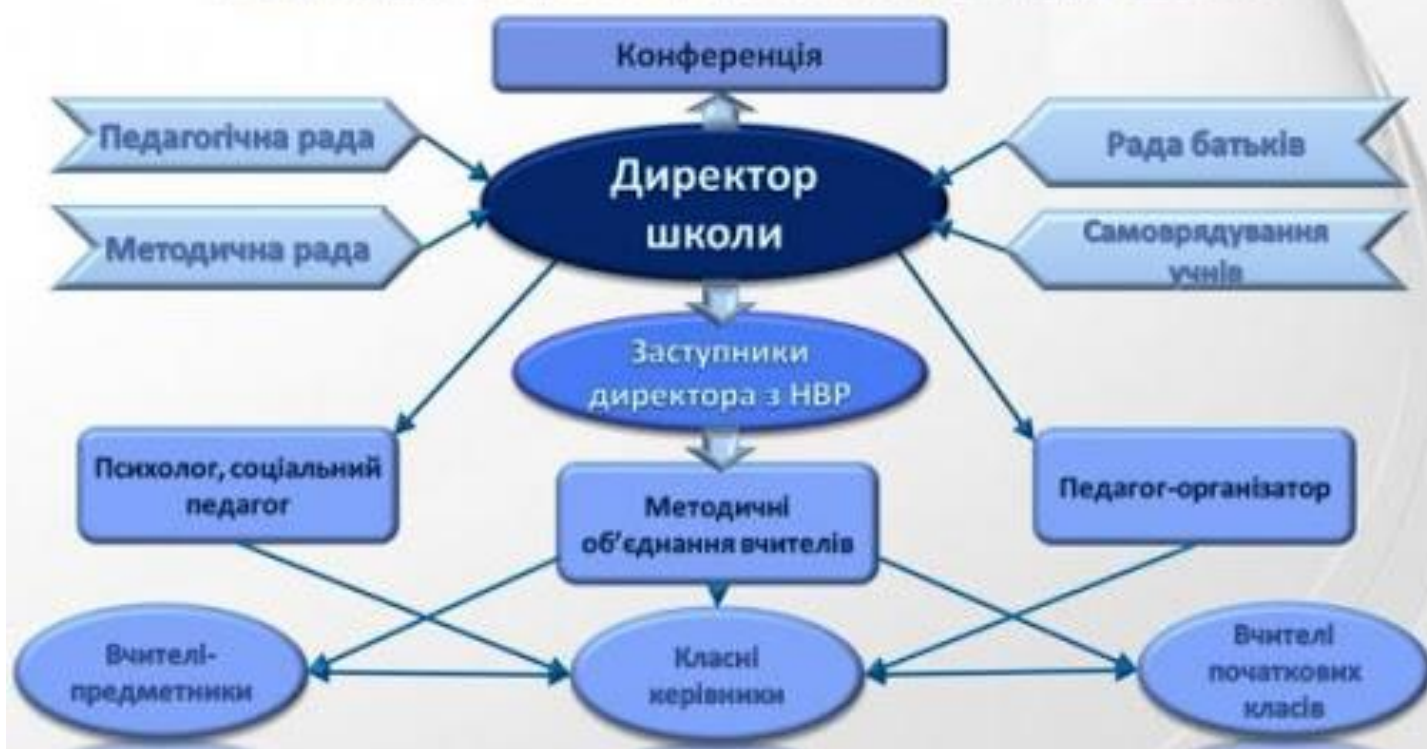 Конференція
Педагогічна рада
Директор
школи
Рада батьків
Методична рада
Самоврядування
учнів
Заступники
директора з НВР
Психолог, соціальний
педагог
Методичні
об'єднання вчителів
Педагог-організатор
Вчителі-
предметники
Класні
керівники
Вчителі
початкових
класів